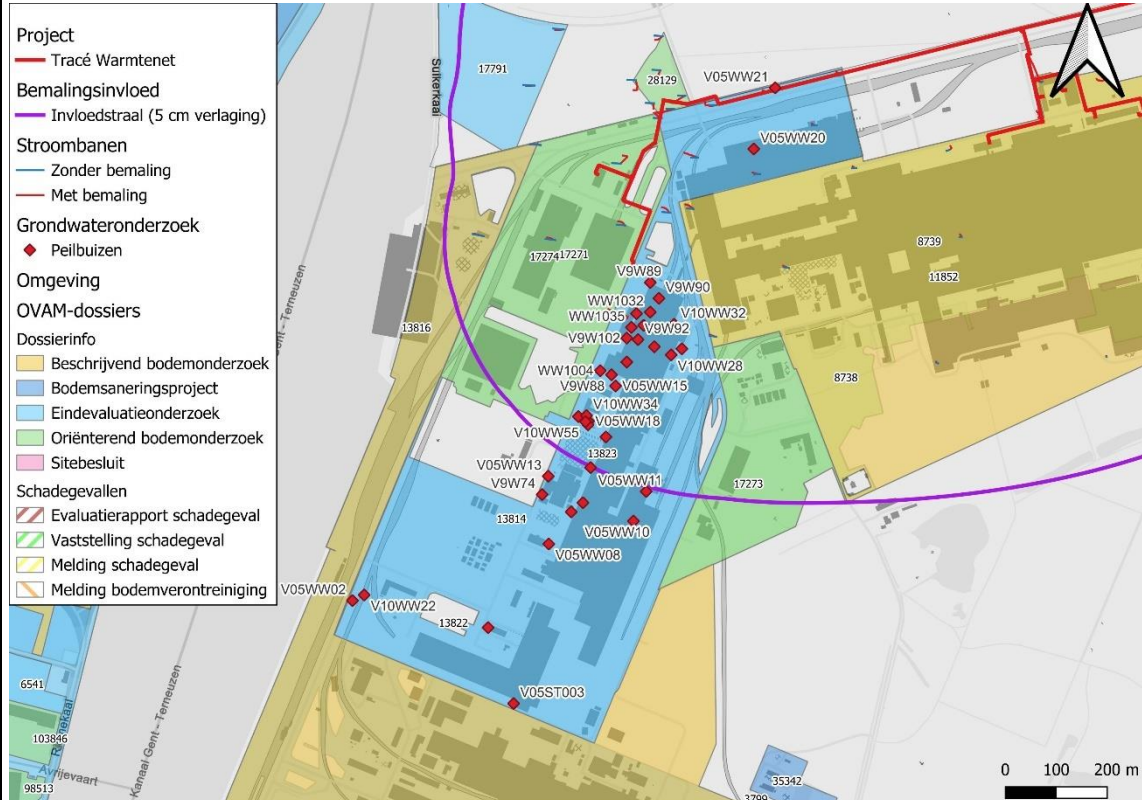 Project
Tracé Warmtenet
Bemalingsinvloed
Invloedstraal (5 cm verlaging)
Stroombanen
Zonder bemaling
Met bemaling
Grondwateronderzoek
Peilbuizen
Omgeving
OVAM-dossiers
Dossierinfo
Beschrijvend bodemonderzoek
Bodemsaneringsproject
Eindevaluatieonderzoek
Oriënterend bodemonderzoek
Sitebesluit
Schadegevallen
Evaluatierapport schadegeval
Vaststelling schadegeval
Melding schadegeval
Melding bodemverontreiniging
Suikerkaai
17791
28129
V05WW21
V05WW20
8739
11852
17274
17271
13816
Gent - Terneuzen
V9W89
V9W90
WW1032
V10WW32
WW1035
V9W92
V9W102
V10WW28
WW1004
V9W88
V05WW15
8738
V10WW34
V05WW18
V10WW55
13823
V05WW13
V05WW11
V9W74
17273
13814
V05WW10
V05WW08
V05WW02
V10WW22
13822
V05ST003
6541
103846
Avrijevaart
98513
Kanaal Gent - Terneuzen
35342
3799
0 100 200 m